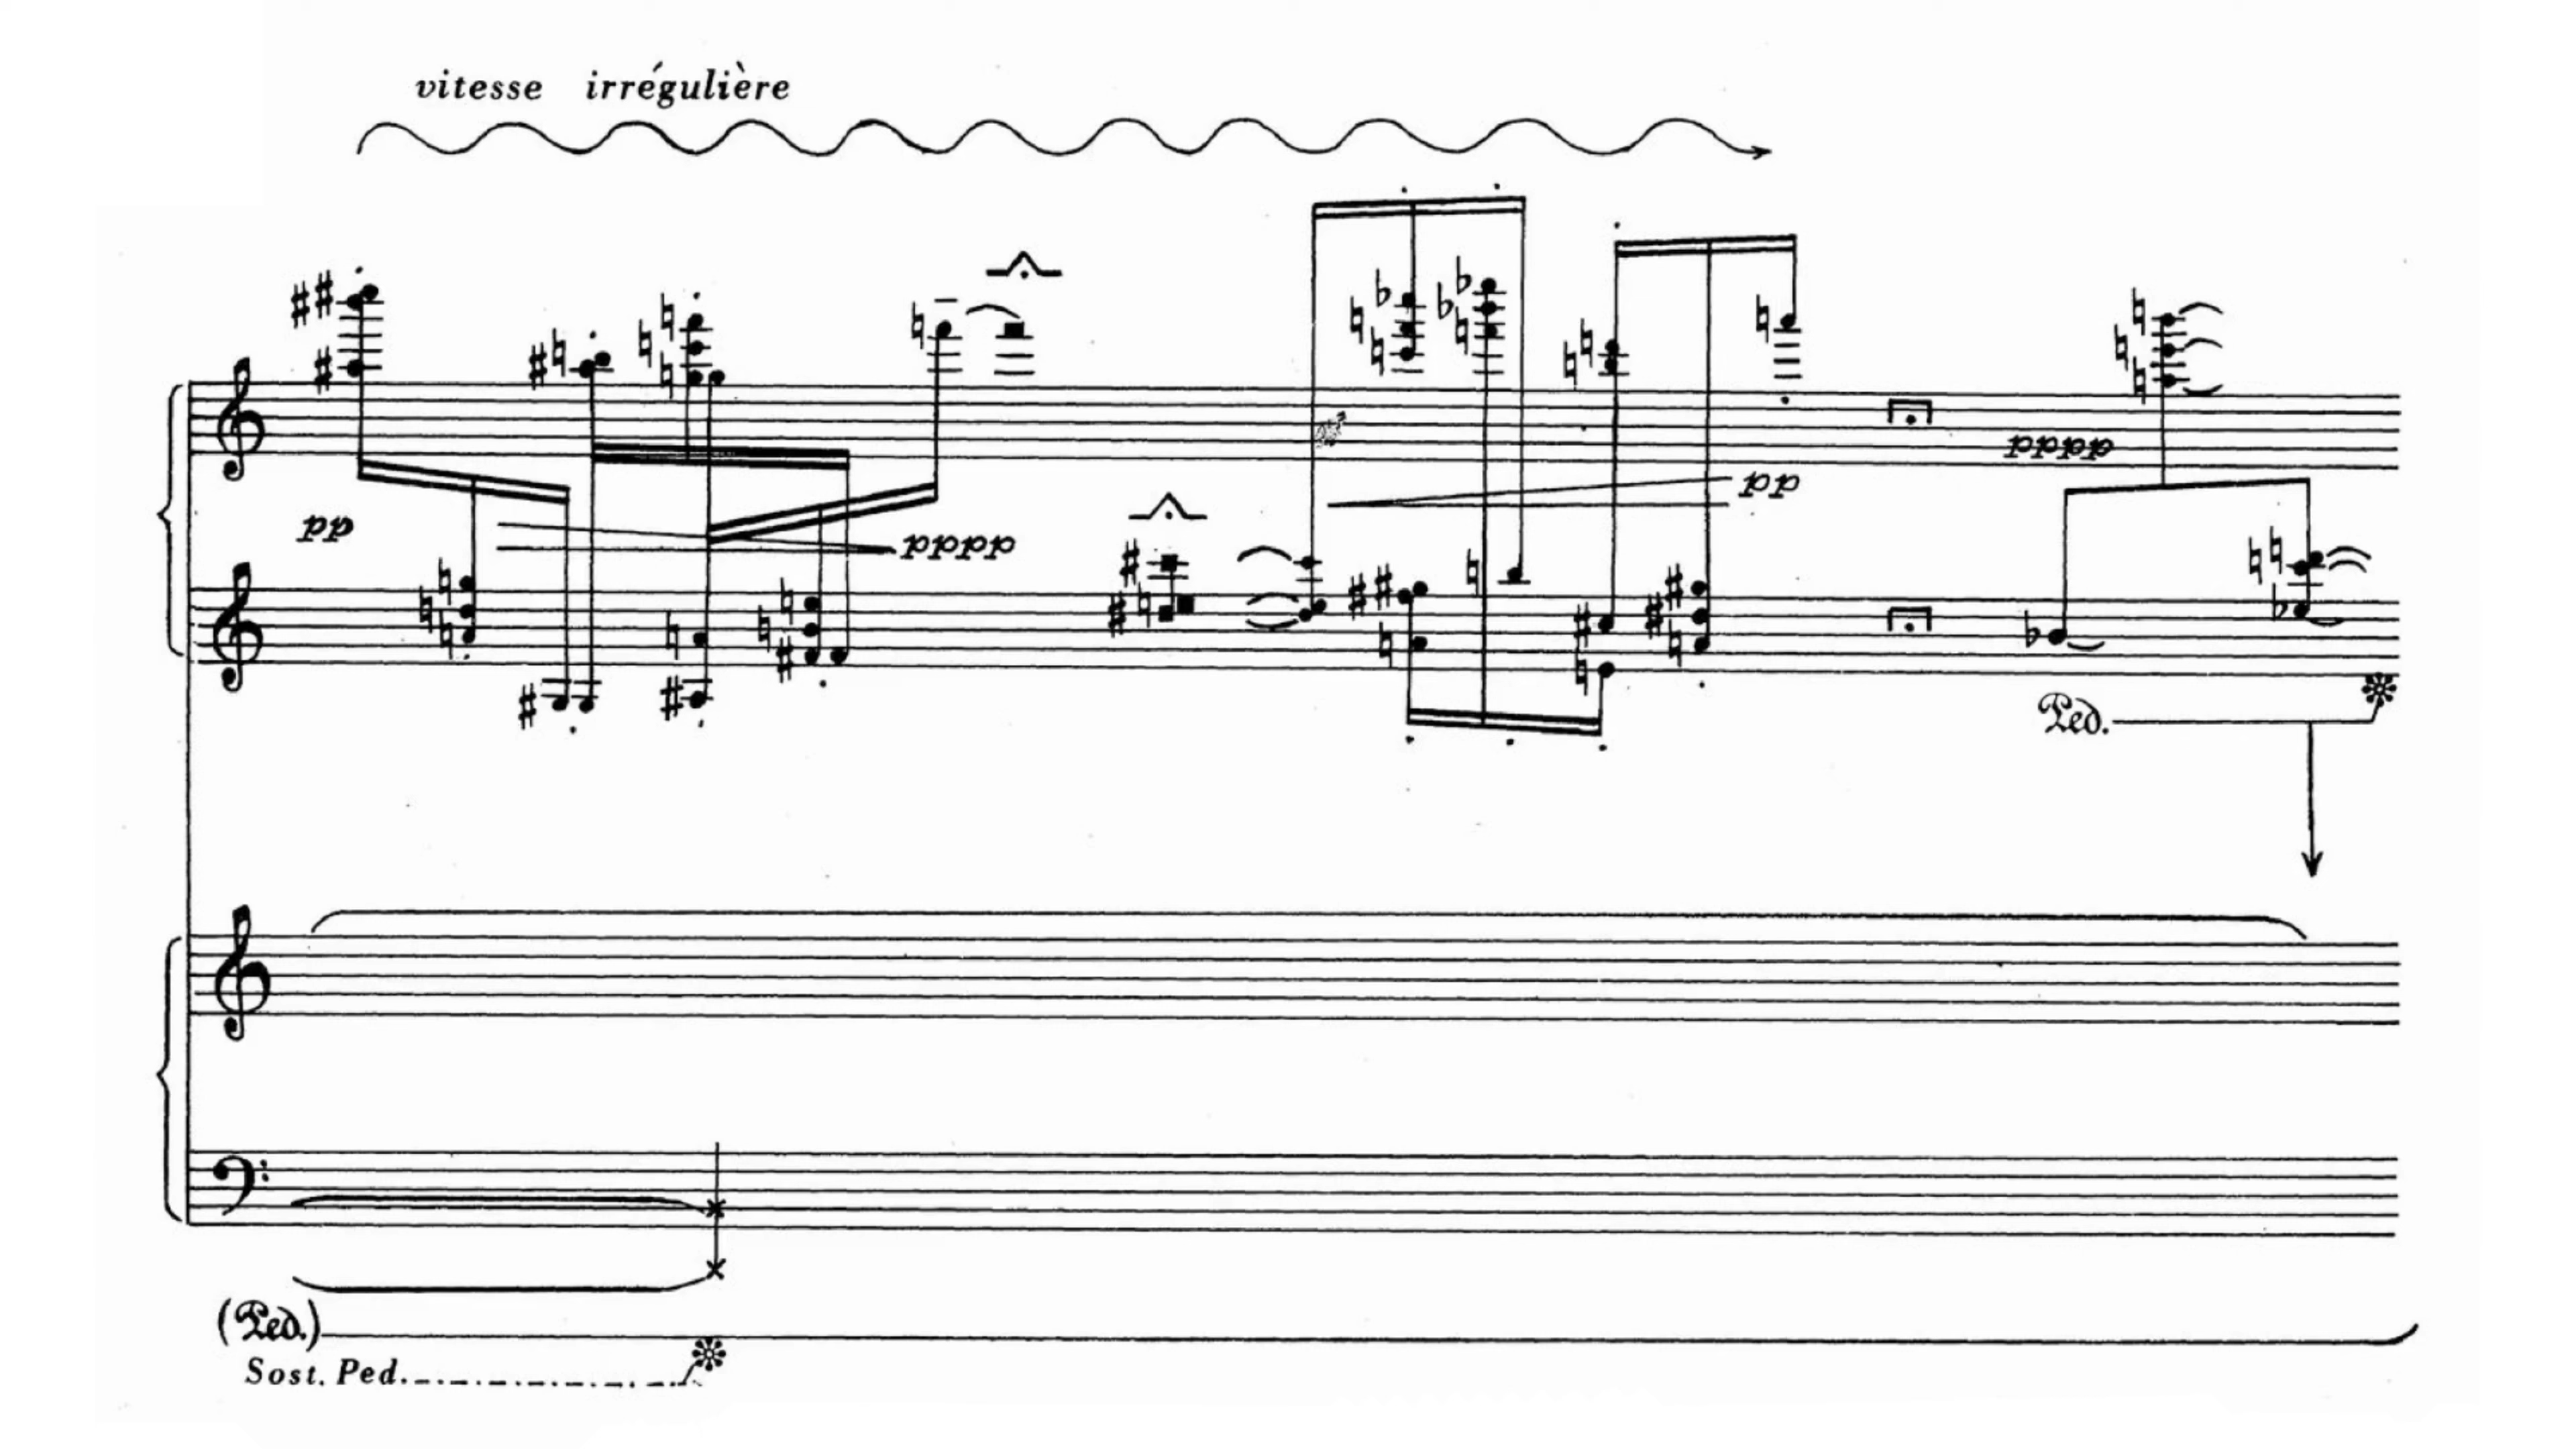 vitesse irrégulière
pppp
pp
pp
pppp
Ped.
(Ped.)
Sost. Ped.